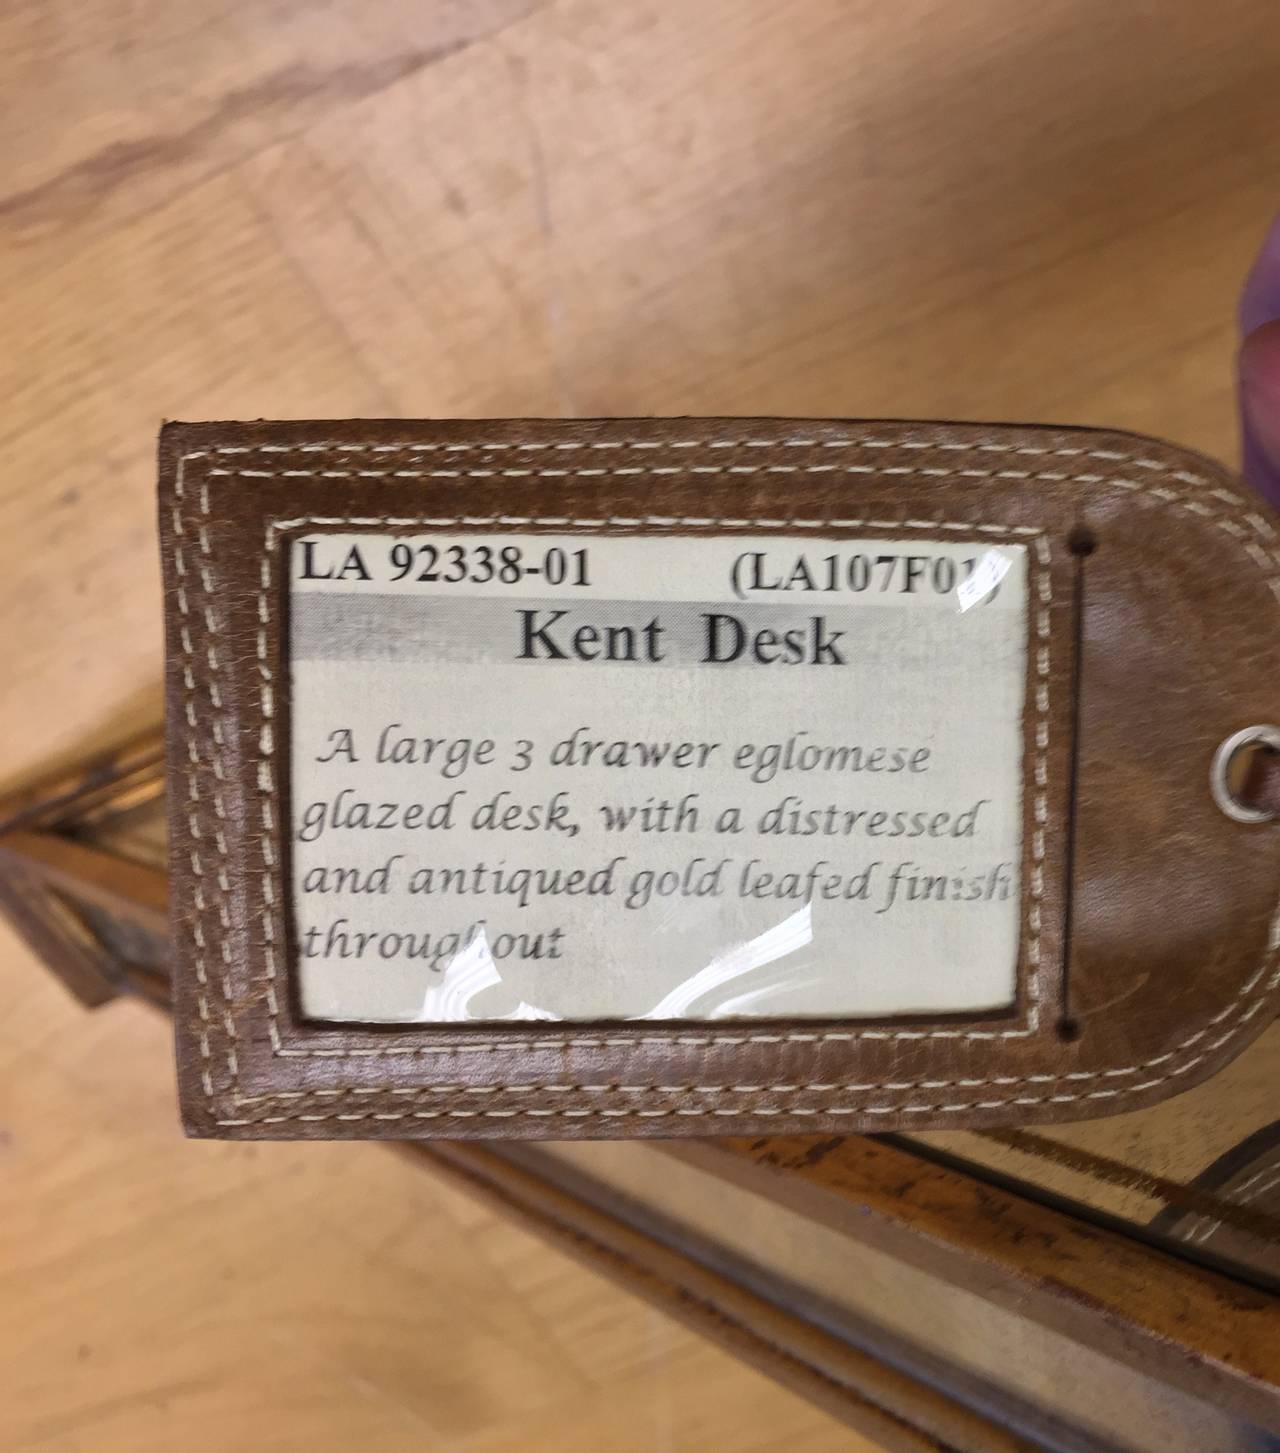 LA 92338-01 (LA107F01)
Kent Desk
A large 3 drawer eglomese
glazed desk, with a distressed
and antiqued gold leafed finish
throughout